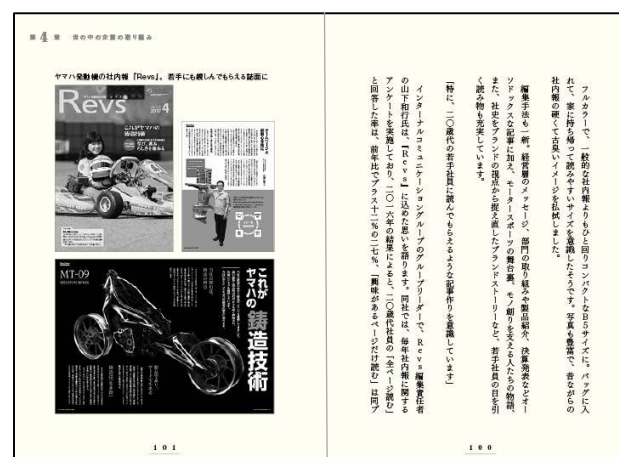 フルカラーで、一般的な社内報よりもひと回りコンパクトなB5サイズに。バッグに入
れて、家に持ち帰って読みやすいサイズを意識したそうです。写真も豊富で、昔ながらの
社内報の硬くて古臭いイメージを払拭しました。
編集手法も一新。経営層のメッセージ、部門の取り組みや製品紹介、決算発表などオー
ソドックスな記事に加え、モータースポーツの舞台裏、モノ創りを支える人たちの物語、
また、社史をブランドの視点から捉え直したブランドストーリーなど、若手社員の目を引
く読み物も充実しています。
「特に、二〇歳代の若手社員に読んでもらえるような記事作りを意識しています」
インターナルコミュニケーショングループのグループリーダーで、Revs編集責任者
の山下和行氏は、『Revs』に込めた思いを語ります。同社では、毎年社内報に関する
アンケートを実施しており、二〇一六年の結果によると、二〇歳代社員の「全ページ読む」
と回答した率は、前年比でプラス十二%の二七%、「興味があるページだけ読む」は同プ
100
第4章 世の中の企業の取り組み
ヤマハ発動機の社内報『Revs』。若手にも親しんでもらえる誌面に
Revs
2017 4
これがヤマハの
鋳造技術
MT-09
これが
ヤマハの
鋳造技術
101